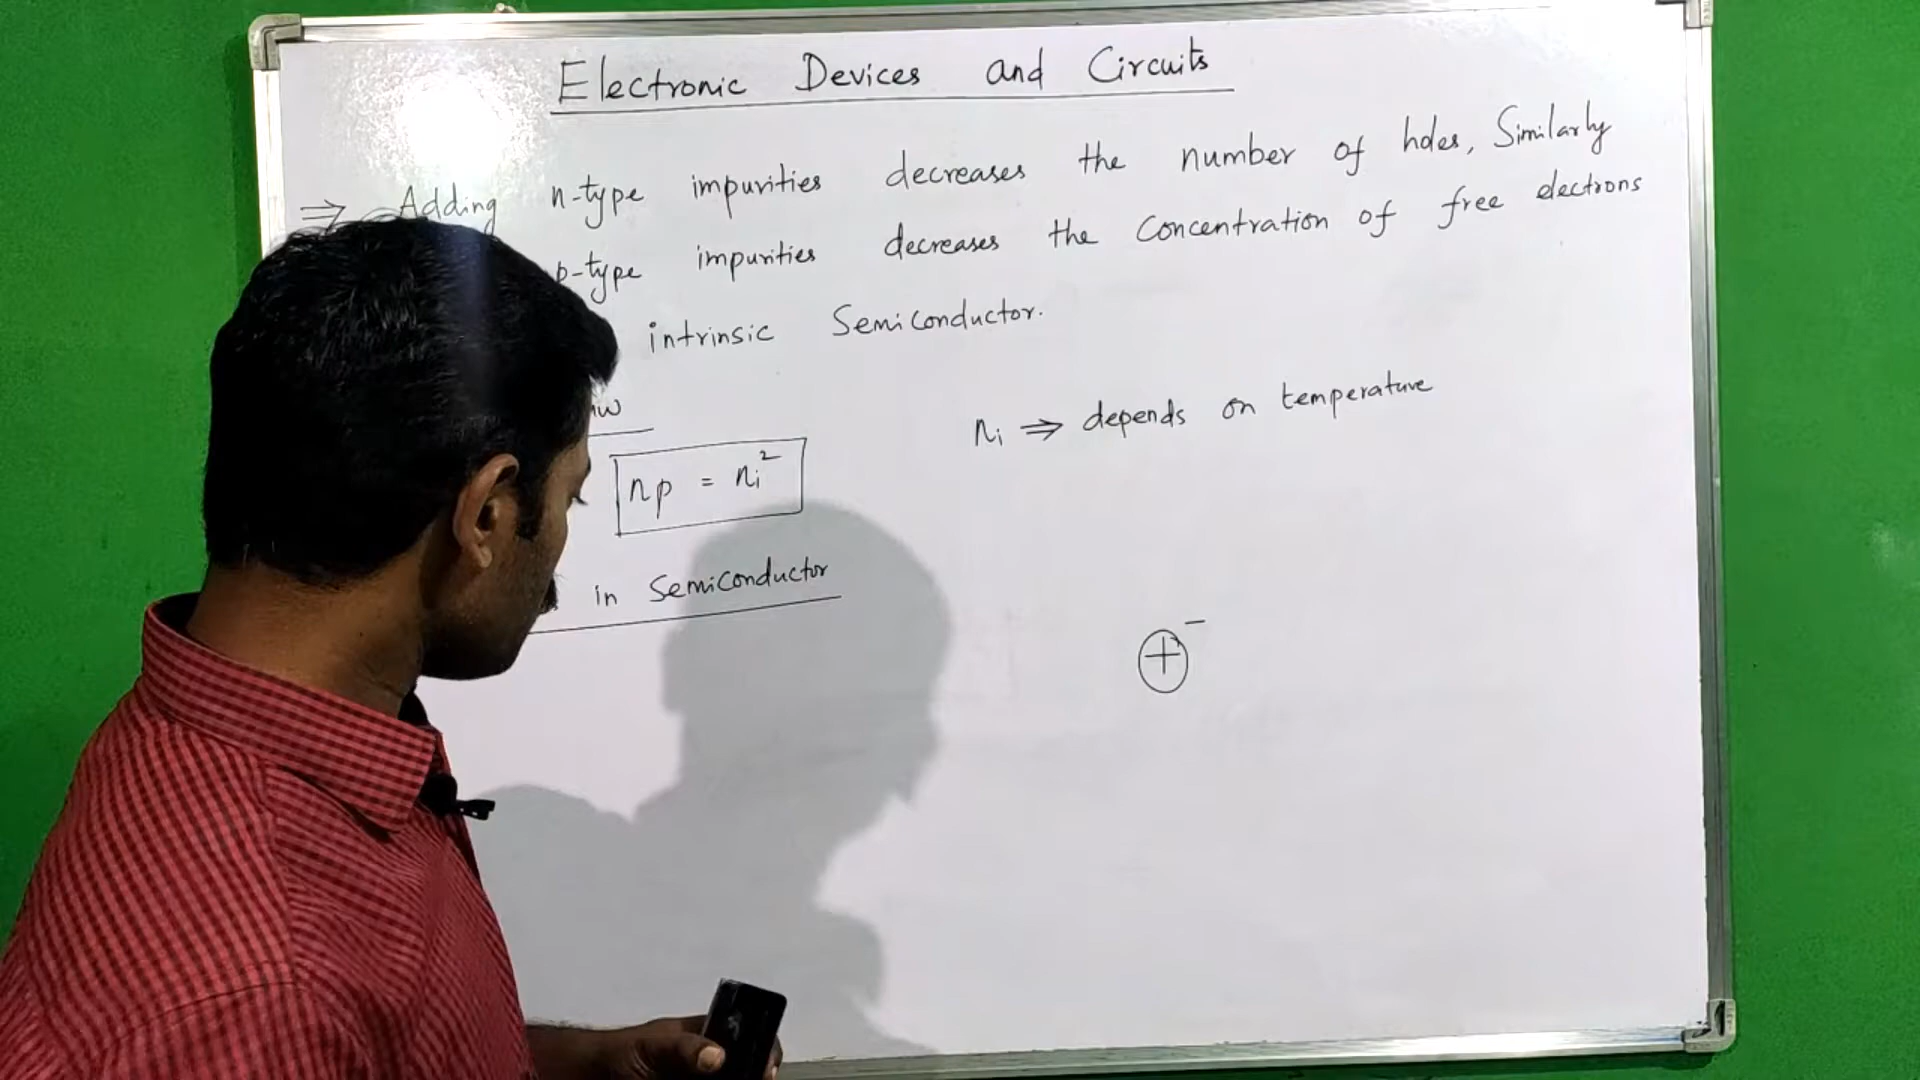 Electronic Devices and Circuits
⇒ Adding n-type impurities decreases the number of holes, Similarly
p-type impurities decreases the Concentration of free electrons
intrinsic Semiconductor.
ni ⇒ depends on temperature
np = ni²
in Semiconductor
+ -